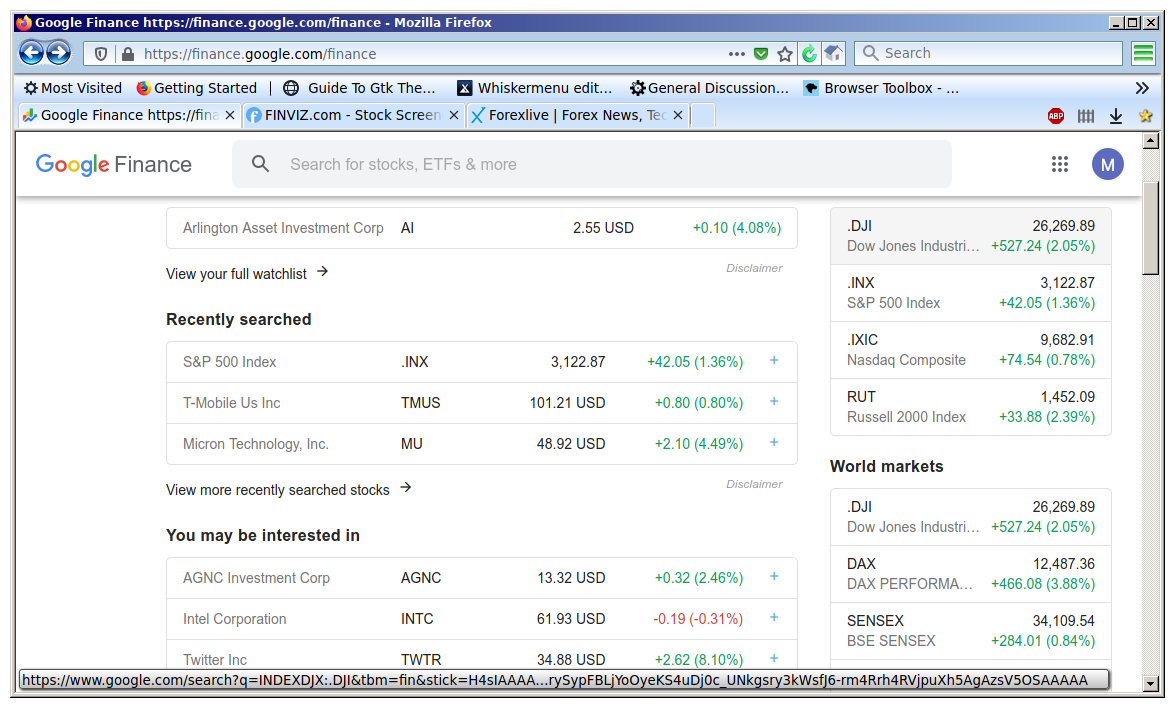 Google Finance https://finance.google.com/finance - Mozilla Firefox
https://finance.google.com/finance
Search
Most Visited Getting Started Guide To Gtk The... Whiskermenu edit... General Discussion... Browser Toolbox - ...
Google Finance https://fina FINVIZ.com - Stock Screen Forexlive | Forex News, Tec ABP
Google Finance Search for stocks, ETFs & more M
Arlington Asset Investment Corp AI 2.55 USD +0.10 (4.08%)
View your full watchlist → Disclaimer
Recently searched
S&P 500 Index .INX 3,122.87 +42.05 (1.36%) +
T-Mobile Us Inc TMUS 101.21 USD +0.80 (0.80%) +
Micron Technology, Inc. MU 48.92 USD +2.10 (4.49%) +
View more recently searched stocks → Disclaimer
You may be interested in
AGNC Investment Corp AGNC 13.32 USD +0.32 (2.46%) +
Intel Corporation INTC 61.93 USD -0.19 (-0.31%) +
Twitter Inc TWTR 34.88 USD +2.62 (8.10%) +
.DJI 26,269.89
Dow Jones Industri... +527.24 (2.05%)
.INX 3,122.87
S&P 500 Index +42.05 (1.36%)
.IXIC 9,682.91
Nasdaq Composite +74.54 (0.78%)
RUT 1,452.09
Russell 2000 Index +33.88 (2.39%)
World markets
.DJI 26,269.89
Dow Jones Industri... +527.24 (2.05%)
DAX 12,487.36
DAX PERFORMA... +466.08 (3.88%)
SENSEX 34,109.54
BSE SENSEX +284.01 (0.84%)
https://www.google.com/search?q=INDEXDJX:.DJI&tbm=fin&stick=H4sIAAAA...rySypFBLjYoOyeKS4uDj0c_UNkgsry3kWsfJ6-rm4Rrh4RVjpuXh5AgAzsV5OSAAAAA